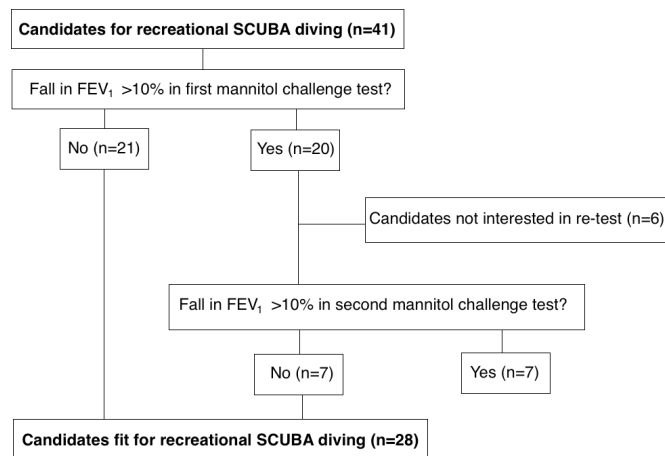 Candidates for recreational SCUBA diving (n=41)
Fall in FEV₁ >10% in first mannitol challenge test?
No (n=21)
Yes (n=20)
Candidates not interested in re-test (n=6)
Fall in FEV₁ >10% in second mannitol challenge test?
No (n=7)
Yes (n=7)
Candidates fit for recreational SCUBA diving (n=28)